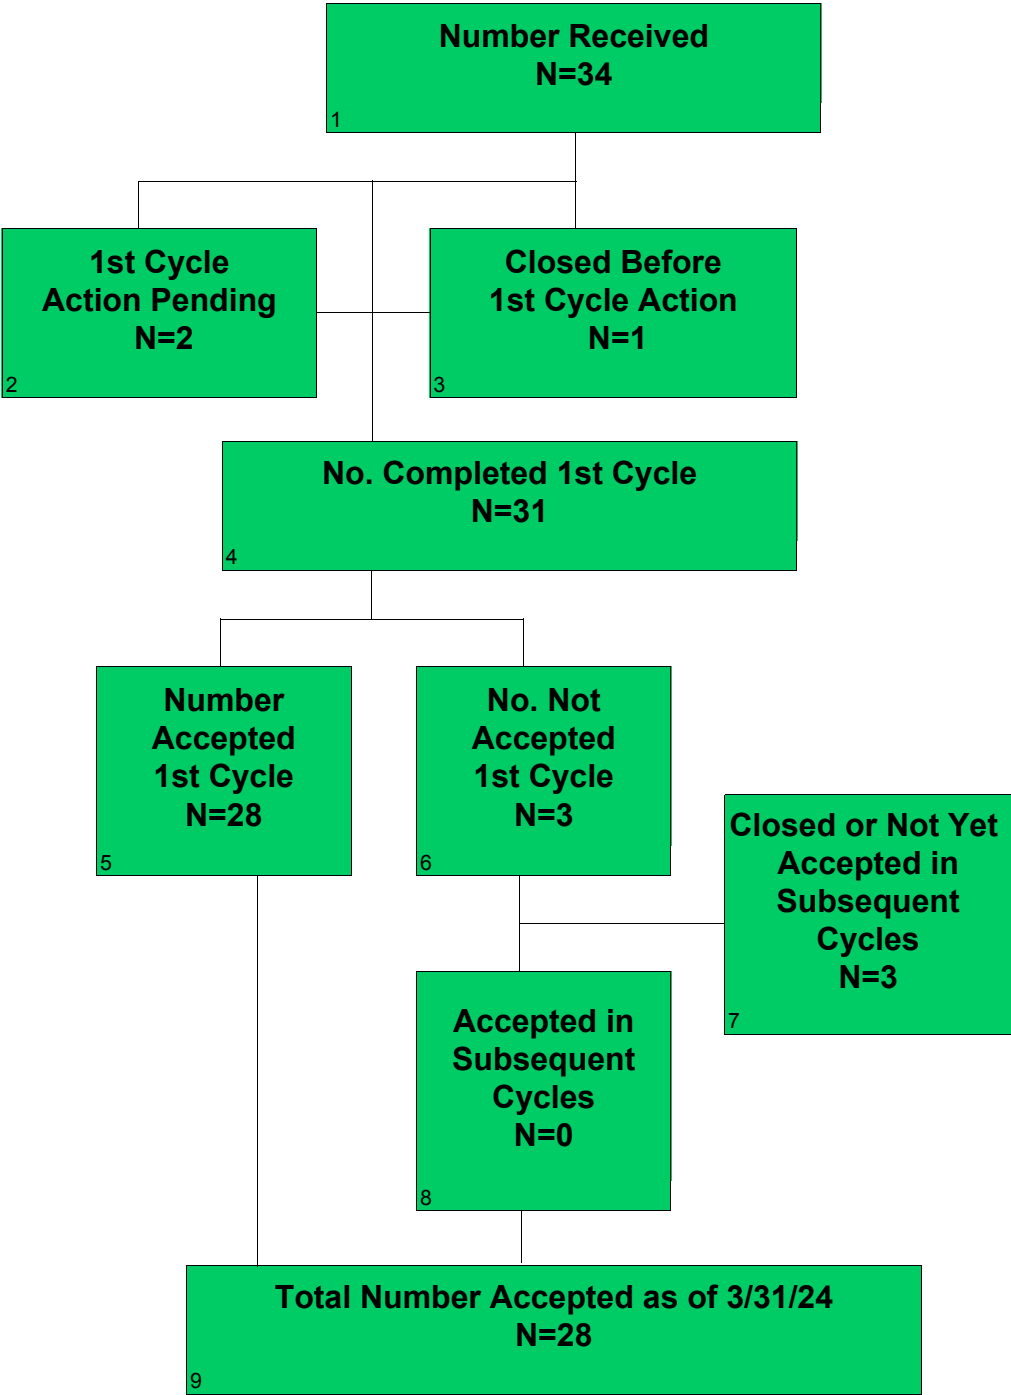 Number Received
N=34
1
1st Cycle
Action Pending
N=2
2
Closed Before
1st Cycle Action
N=1
3
No. Completed 1st Cycle
N=31
4
Number
Accepted
1st Cycle
N=28
5
No. Not
Accepted
1st Cycle
N=3
6
Closed or Not Yet
Accepted in
Subsequent
Cycles
N=3
7
Accepted in
Subsequent
Cycles
N=0
8
Total Number Accepted as of 3/31/24
N=28
9